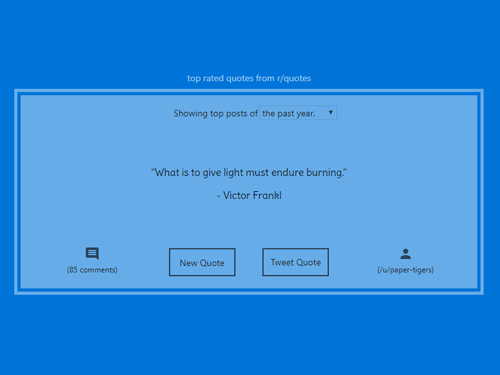 top rated quotes from r/quotes
Showing top posts of the past year.
"What is to give light must endure burning."
- Victor Frankl
(85 comments)
New Quote
Tweet Quote
(/u/paper-tigers)